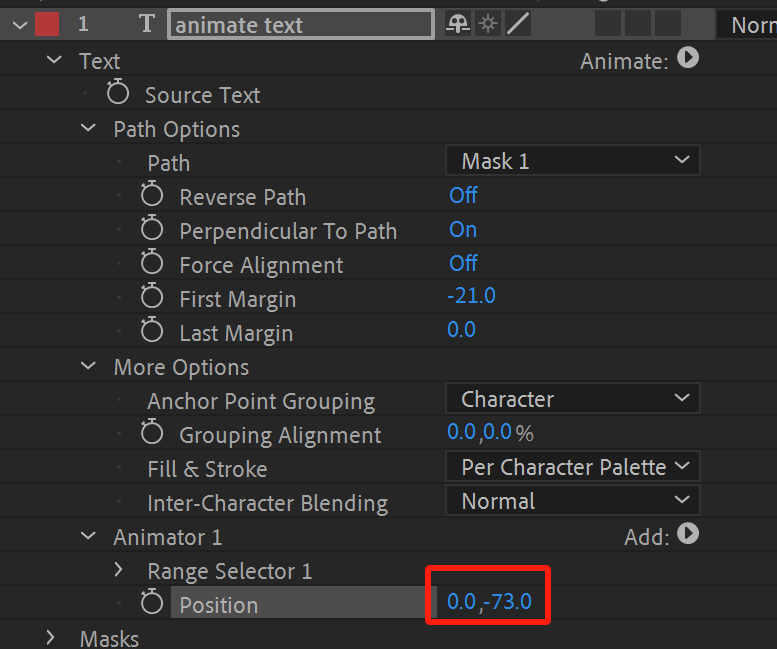 1 T animate text Norm
Text Animate:
Source Text
Path Options
Path Mask 1
Reverse Path Off
Perpendicular To Path On
Force Alignment Off
First Margin -21.0
Last Margin 0.0
More Options
Anchor Point Grouping Character
Grouping Alignment 0.0,0.0%
Fill & Stroke Per Character Palette
Inter-Character Blending Normal
Animator 1 Add:
Range Selector 1
Position 0.0,-73.0
Masks